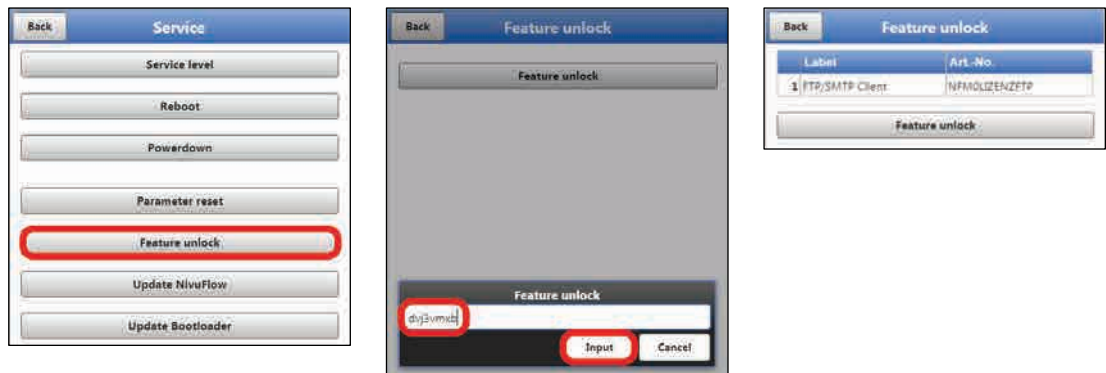 Back
Service
Service level
Reboot
Powerdown
Parameter reset
Feature unlock
Update NivuFlow
Update Bootloader
Back
Feature unlock
Feature unlock
Feature unlock
dvj3vmxb
Input
Cancel
Back
Feature unlock
Label Art.-No.
1 FTP/SMTP Client NFM0LIZENZFTP
Feature unlock